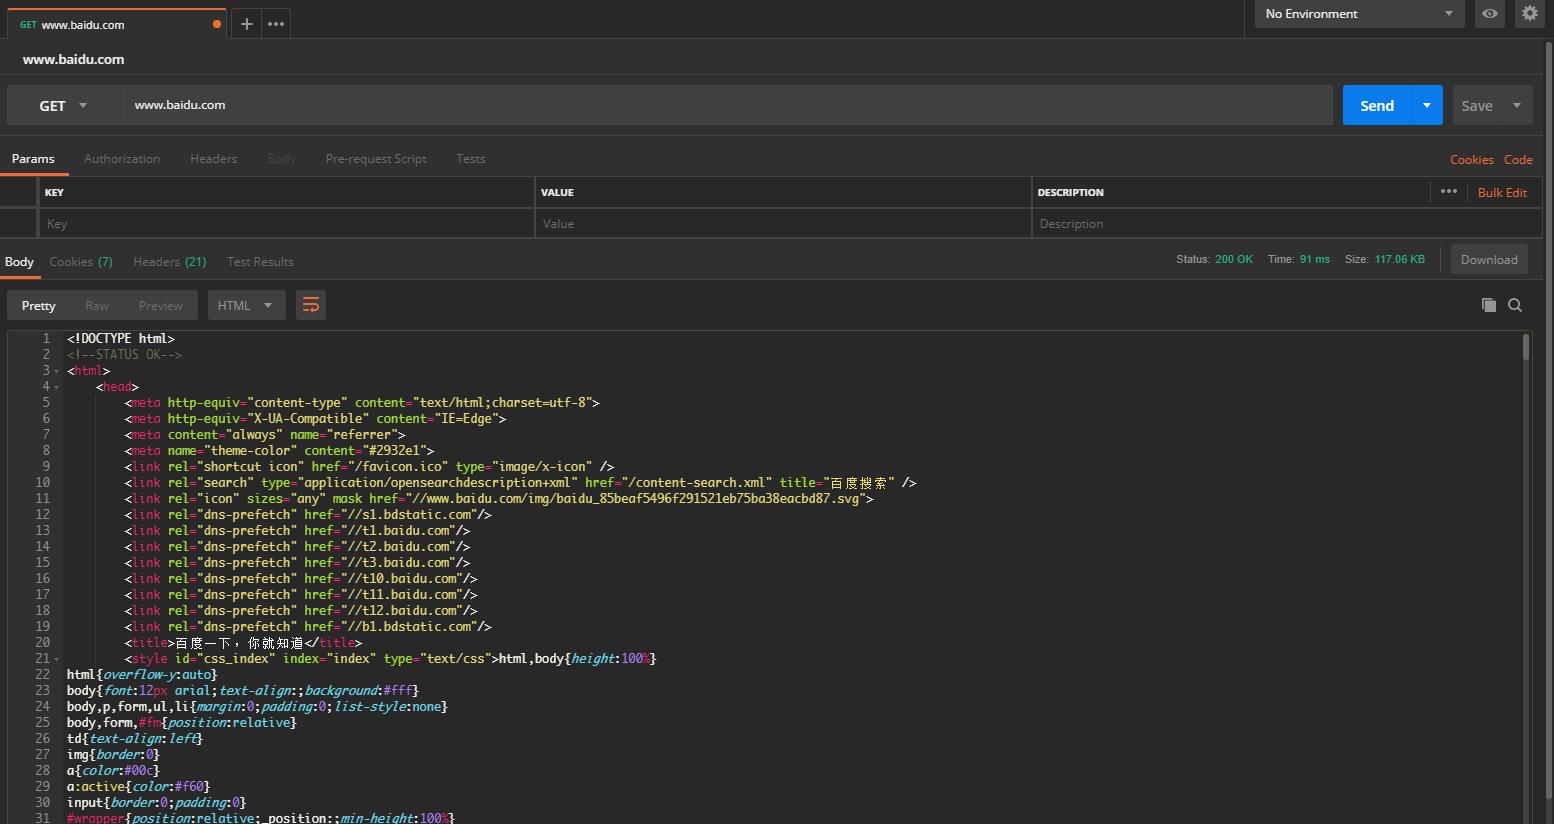 GET www.baidu.com
No Environment
www.baidu.com
GET www.baidu.com Send Save
Params Authorization Headers Body Pre-request Script Tests Cookies Code
KEY VALUE DESCRIPTION Bulk Edit
Key Value Description
Body Cookies (7) Headers (21) Test Results Status: 200 OK Time: 91 ms Size: 117.06 KB Download
Pretty Raw Preview HTML
1 <!DOCTYPE html>
2 <!--STATUS OK-->
3 <html>
4 <head>
5 <meta http-equiv="content-type" content="text/html;charset=utf-8">
6 <meta http-equiv="X-UA-Compatible" content="IE=Edge">
7 <meta content="always" name="referrer">
8 <meta name="theme-color" content="#2932e1">
9 <link rel="shortcut icon" href="/favicon.ico" type="image/x-icon" />
10 <link rel="search" type="application/opensearchdescription+xml" href="/content-search.xml" title="百度搜索" />
11 <link rel="icon" sizes="any" mask href="//www.baidu.com/img/baidu_85beaf5496f291521eb75ba38eacbd87.svg">
12 <link rel="dns-prefetch" href="//s1.bdstatic.com"/>
13 <link rel="dns-prefetch" href="//t1.baidu.com"/>
14 <link rel="dns-prefetch" href="//t2.baidu.com"/>
15 <link rel="dns-prefetch" href="//t3.baidu.com"/>
16 <link rel="dns-prefetch" href="//t10.baidu.com"/>
17 <link rel="dns-prefetch" href="//t11.baidu.com"/>
18 <link rel="dns-prefetch" href="//t12.baidu.com"/>
19 <link rel="dns-prefetch" href="//b1.bdstatic.com"/>
20 <title>百度一下，你就知道</title>
21 <style id="css_index" index="index" type="text/css">html,body{height:100%}
22 html{overflow-y:auto}
23 body{font:12px arial;text-align:;background:#fff}
24 body,p,form,ul,li{margin:0;padding:0;list-style:none}
25 body,form,#fm{position:relative}
26 td{text-align:left}
27 img{border:0}
28 a{color:#00c}
29 a:active{color:#f60}
30 input{border:0;padding:0}
31 #wrapper{position:relative;_position:;min-height:100%}